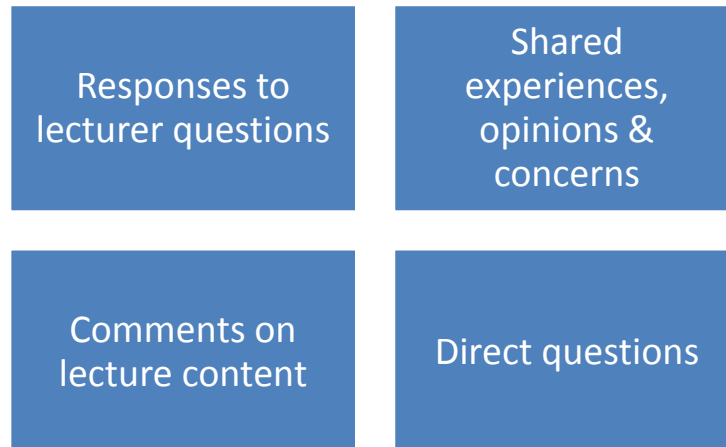 Responses to
lecturer questions
Shared
experiences,
opinions &
concerns
Comments on
lecture content
Direct questions